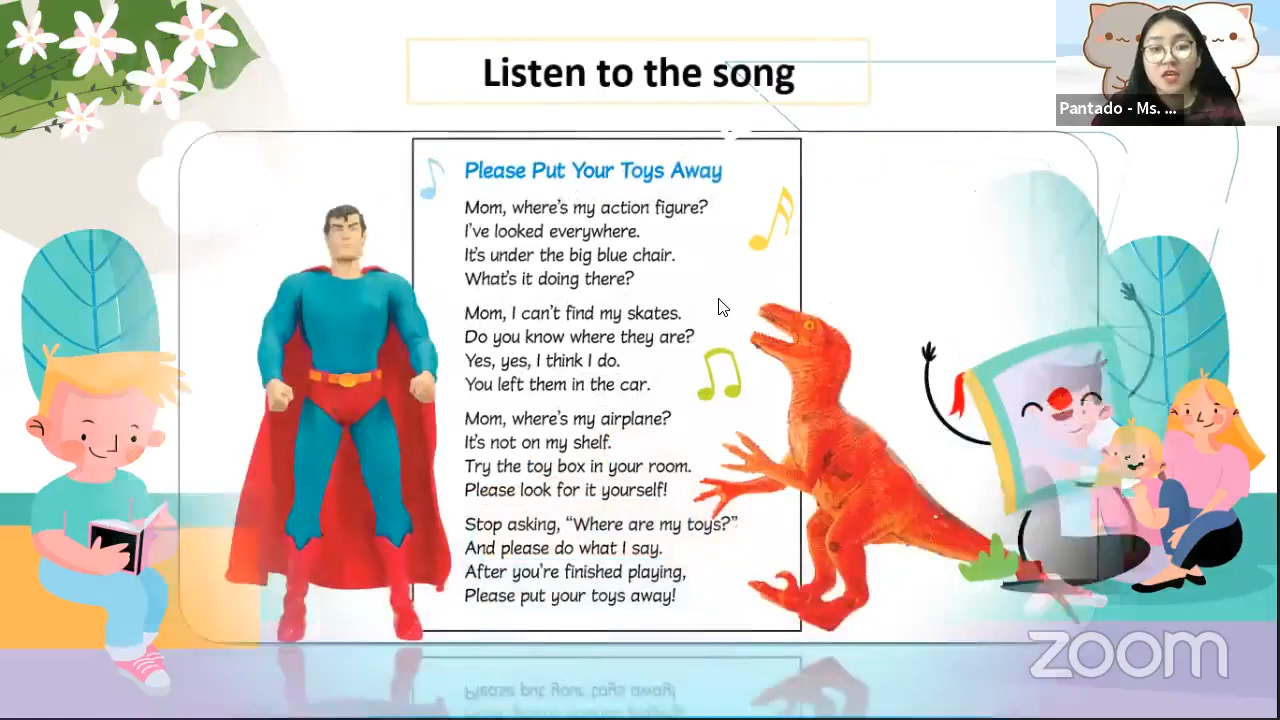 Listen to the song
Pantado - Ms. ...
Please Put Your Toys Away
Mom, where's my action figure?
I've looked everywhere.
It's under the big blue chair.
What's it doing there?
Mom, I can't find my skates.
Do you know where they are?
Yes, yes, I think I do.
You left them in the car.
Mom, where's my airplane?
It's not on my shelf.
Try the toy box in your room.
Please look for it yourself!
Stop asking, “Where are my toys?”
And please do what I say.
After you're finished playing,
Please put your toys away!
zoom